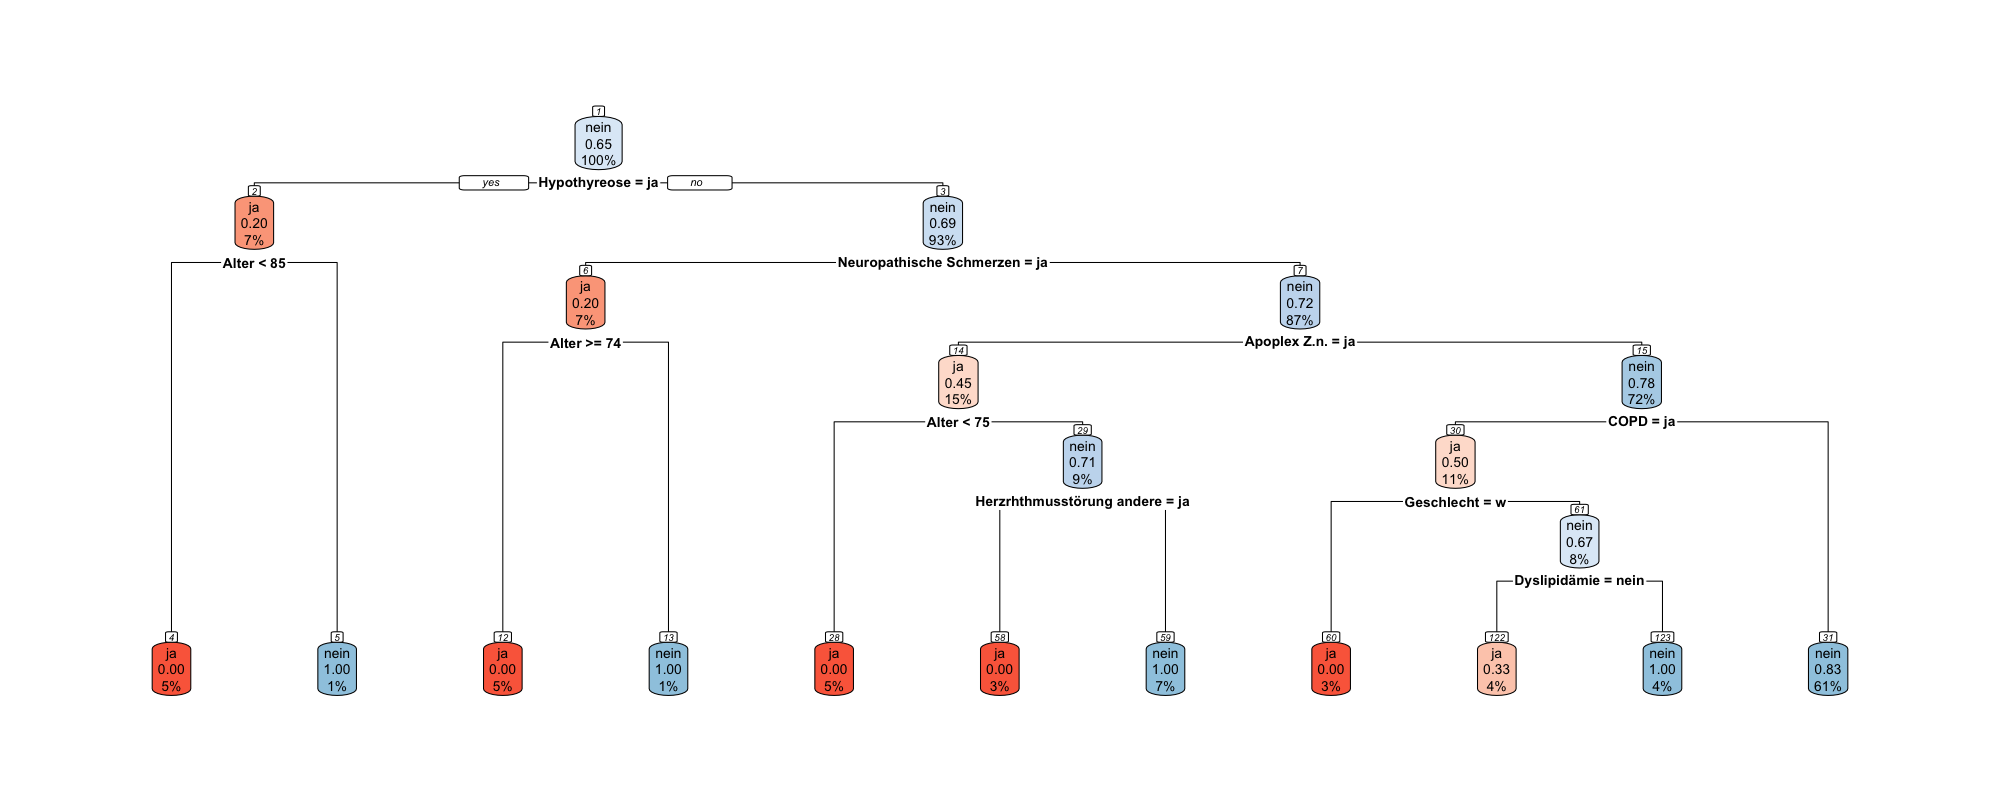 1
nein
0.65
100%
yes Hypothyreose = ja no
2
ja
0.20
7%
3
nein
0.69
93%
Alter < 85
Neuropathische Schmerzen = ja
6
ja
0.20
7%
7
nein
0.72
87%
Alter >= 74
Apoplex Z.n. = ja
14
ja
0.45
15%
15
nein
0.78
72%
Alter < 75
COPD = ja
29
nein
0.71
9%
30
ja
0.50
11%
Herzrhthmusstörung andere = ja
Geschlecht = w
61
nein
0.67
8%
Dyslipidämie = nein
4
ja
0.00
5%
5
nein
1.00
1%
12
ja
0.00
5%
13
nein
1.00
1%
28
ja
0.00
5%
58
ja
0.00
3%
59
nein
1.00
7%
60
ja
0.00
3%
122
ja
0.33
4%
123
nein
1.00
4%
31
nein
0.83
61%